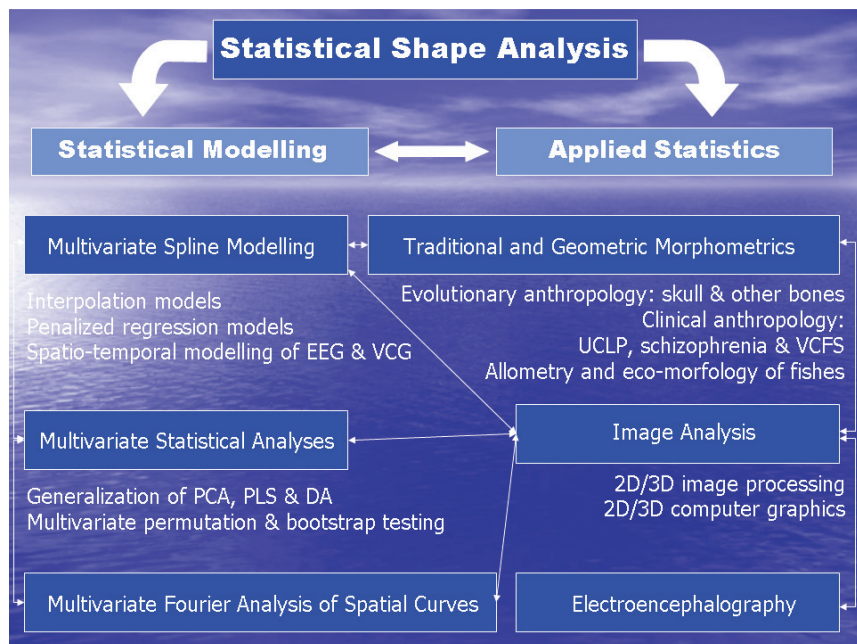 Statistical Shape Analysis
Statistical Modelling
Applied Statistics
Multivariate Spline Modelling
Traditional and Geometric Morphometrics
Interpolation models
Penalized regression models
Spatio-temporal modelling of EEG & VCG
Evolutionary anthropology: skull & other bones
Clinical anthropology:
UCLP, schizophrenia & VCFS
Allometry and eco-morfology of fishes
Multivariate Statistical Analyses
Image Analysis
Generalization of PCA, PLS & DA
Multivariate permutation & bootstrap testing
2D/3D image processing
2D/3D computer graphics
Multivariate Fourier Analysis of Spatial Curves
Electroencephalography